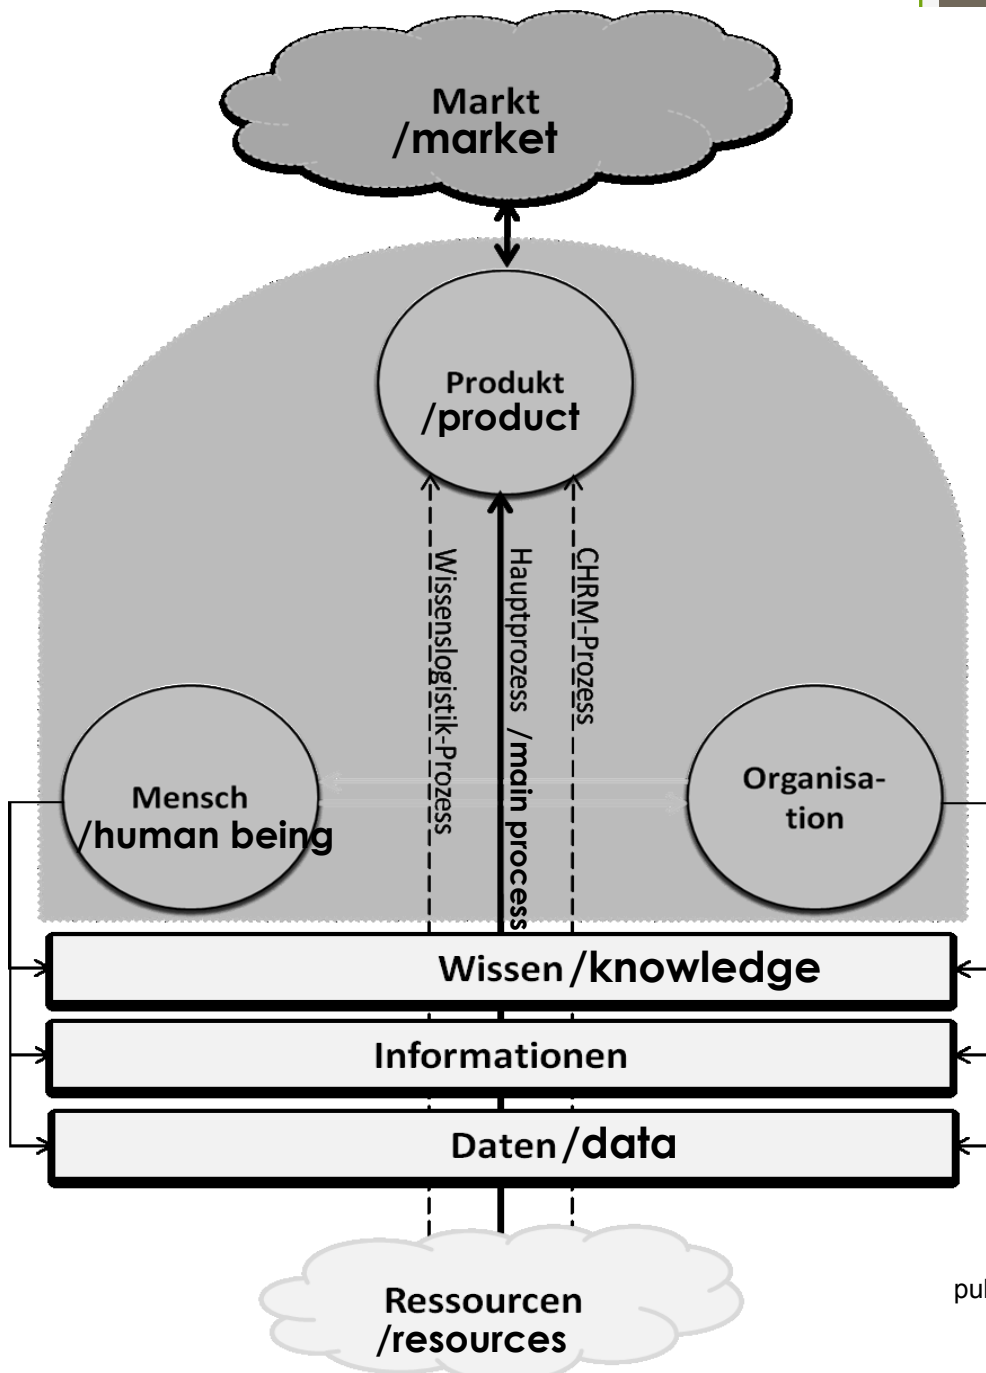 Markt
/market
Produkt
/product
Wissenslogistik-Prozess
Hauptprozess /main process
CHRM-Prozess
Mensch
/human being
Organisa-
tion
Wissen /knowledge
Informationen
Daten /data
Ressourcen
/resources